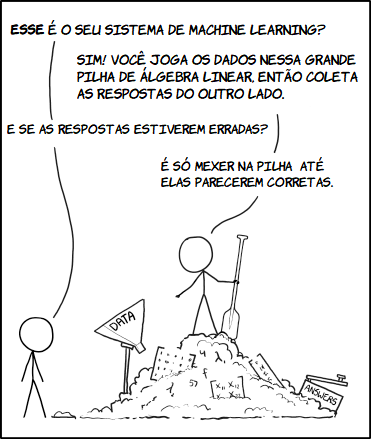 ESSE É O SEU SISTEMA DE MACHINE LEARNING?
SIM! VOCÊ JOGA OS DADOS NESSA GRANDE
PILHA DE ÁLGEBRA LINEAR, ENTÃO COLETA
AS RESPOSTAS DO OUTRO LADO.
E SE AS RESPOSTAS ESTIVEREM ERRADAS?
É SÓ MEXER NA PILHA ATÉ
ELAS PARECEREM CORRETAS.
DATA
ANSWERS